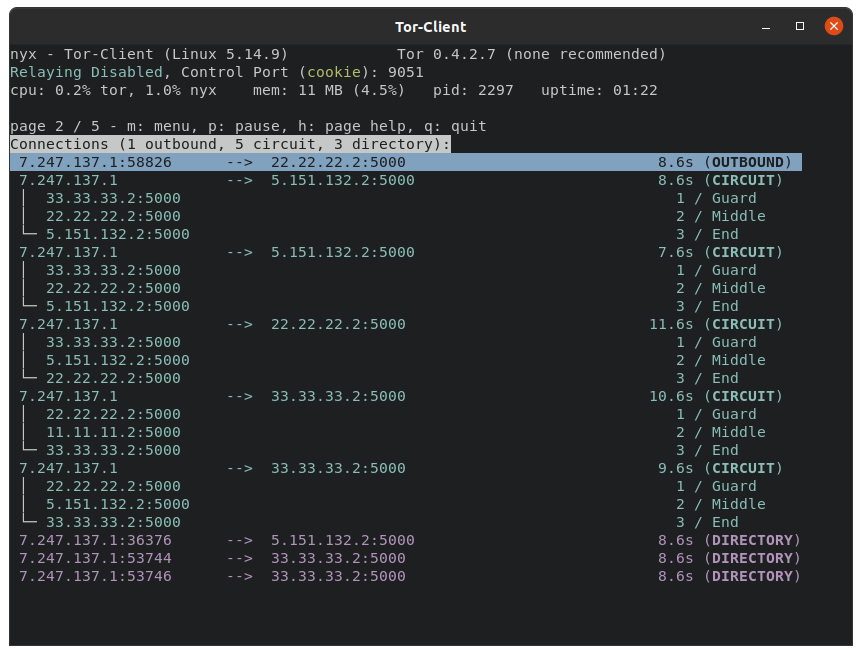 Tor-Client
nyx - Tor-Client (Linux 5.14.9)            Tor 0.4.2.7 (none recommended)
Relaying Disabled, Control Port (cookie): 9051
cpu: 0.2% tor, 1.0% nyx    mem: 11 MB (4.5%)   pid: 2297   uptime: 01:22
page 2 / 5 - m: menu, p: pause, h: page help, q: quit
Connections (1 outbound, 5 circuit, 3 directory):
7.247.137.1:58826      -->  22.22.22.2:5000                            8.6s (OUTBOUND)
7.247.137.1            -->  5.151.132.2:5000                           8.6s (CIRCUIT)
│  33.33.33.2:5000                                                       1 / Guard
│  22.22.22.2:5000                                                       2 / Middle
└─ 5.151.132.2:5000                                                      3 / End
7.247.137.1            -->  5.151.132.2:5000                           7.6s (CIRCUIT)
│  33.33.33.2:5000                                                       1 / Guard
│  22.22.22.2:5000                                                       2 / Middle
└─ 5.151.132.2:5000                                                      3 / End
7.247.137.1            -->  22.22.22.2:5000                           11.6s (CIRCUIT)
│  33.33.33.2:5000                                                       1 / Guard
│  5.151.132.2:5000                                                      2 / Middle
└─ 22.22.22.2:5000                                                       3 / End
7.247.137.1            -->  33.33.33.2:5000                           10.6s (CIRCUIT)
│  22.22.22.2:5000                                                       1 / Guard
│  11.11.11.2:5000                                                       2 / Middle
└─ 33.33.33.2:5000                                                       3 / End
7.247.137.1            -->  33.33.33.2:5000                            9.6s (CIRCUIT)
│  22.22.22.2:5000                                                       1 / Guard
│  5.151.132.2:5000                                                      2 / Middle
└─ 33.33.33.2:5000                                                       3 / End
7.247.137.1:36376      -->  5.151.132.2:5000                           8.6s (DIRECTORY)
7.247.137.1:53744      -->  33.33.33.2:5000                            8.6s (DIRECTORY)
7.247.137.1:53746      -->  33.33.33.2:5000                            8.6s (DIRECTORY)